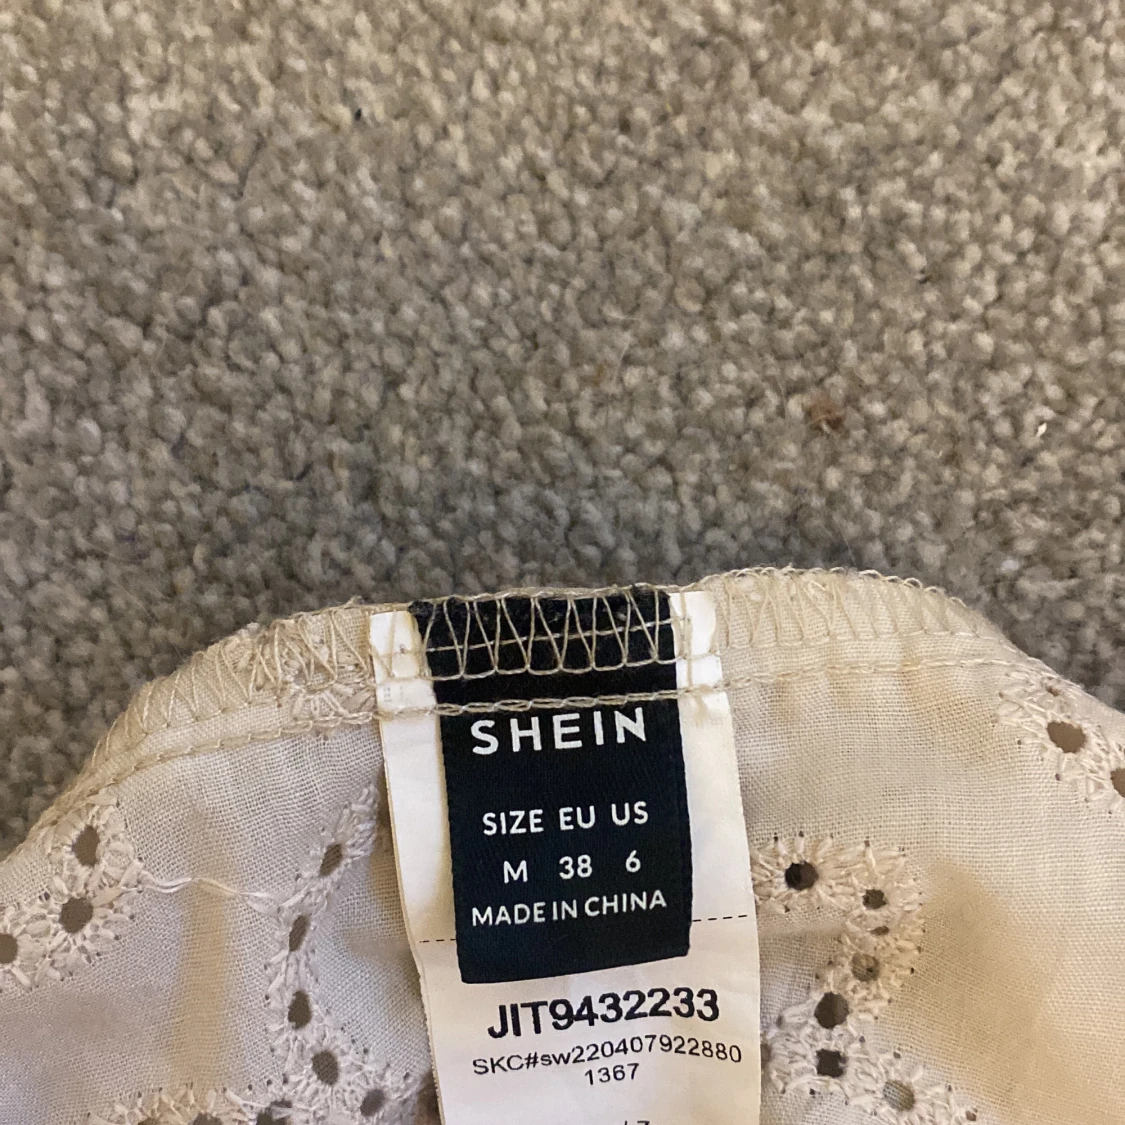 SHEIN
SIZE EU US
M 38 6
MADE IN CHINA
JIT9432233
SKC#sw220407922880
1367